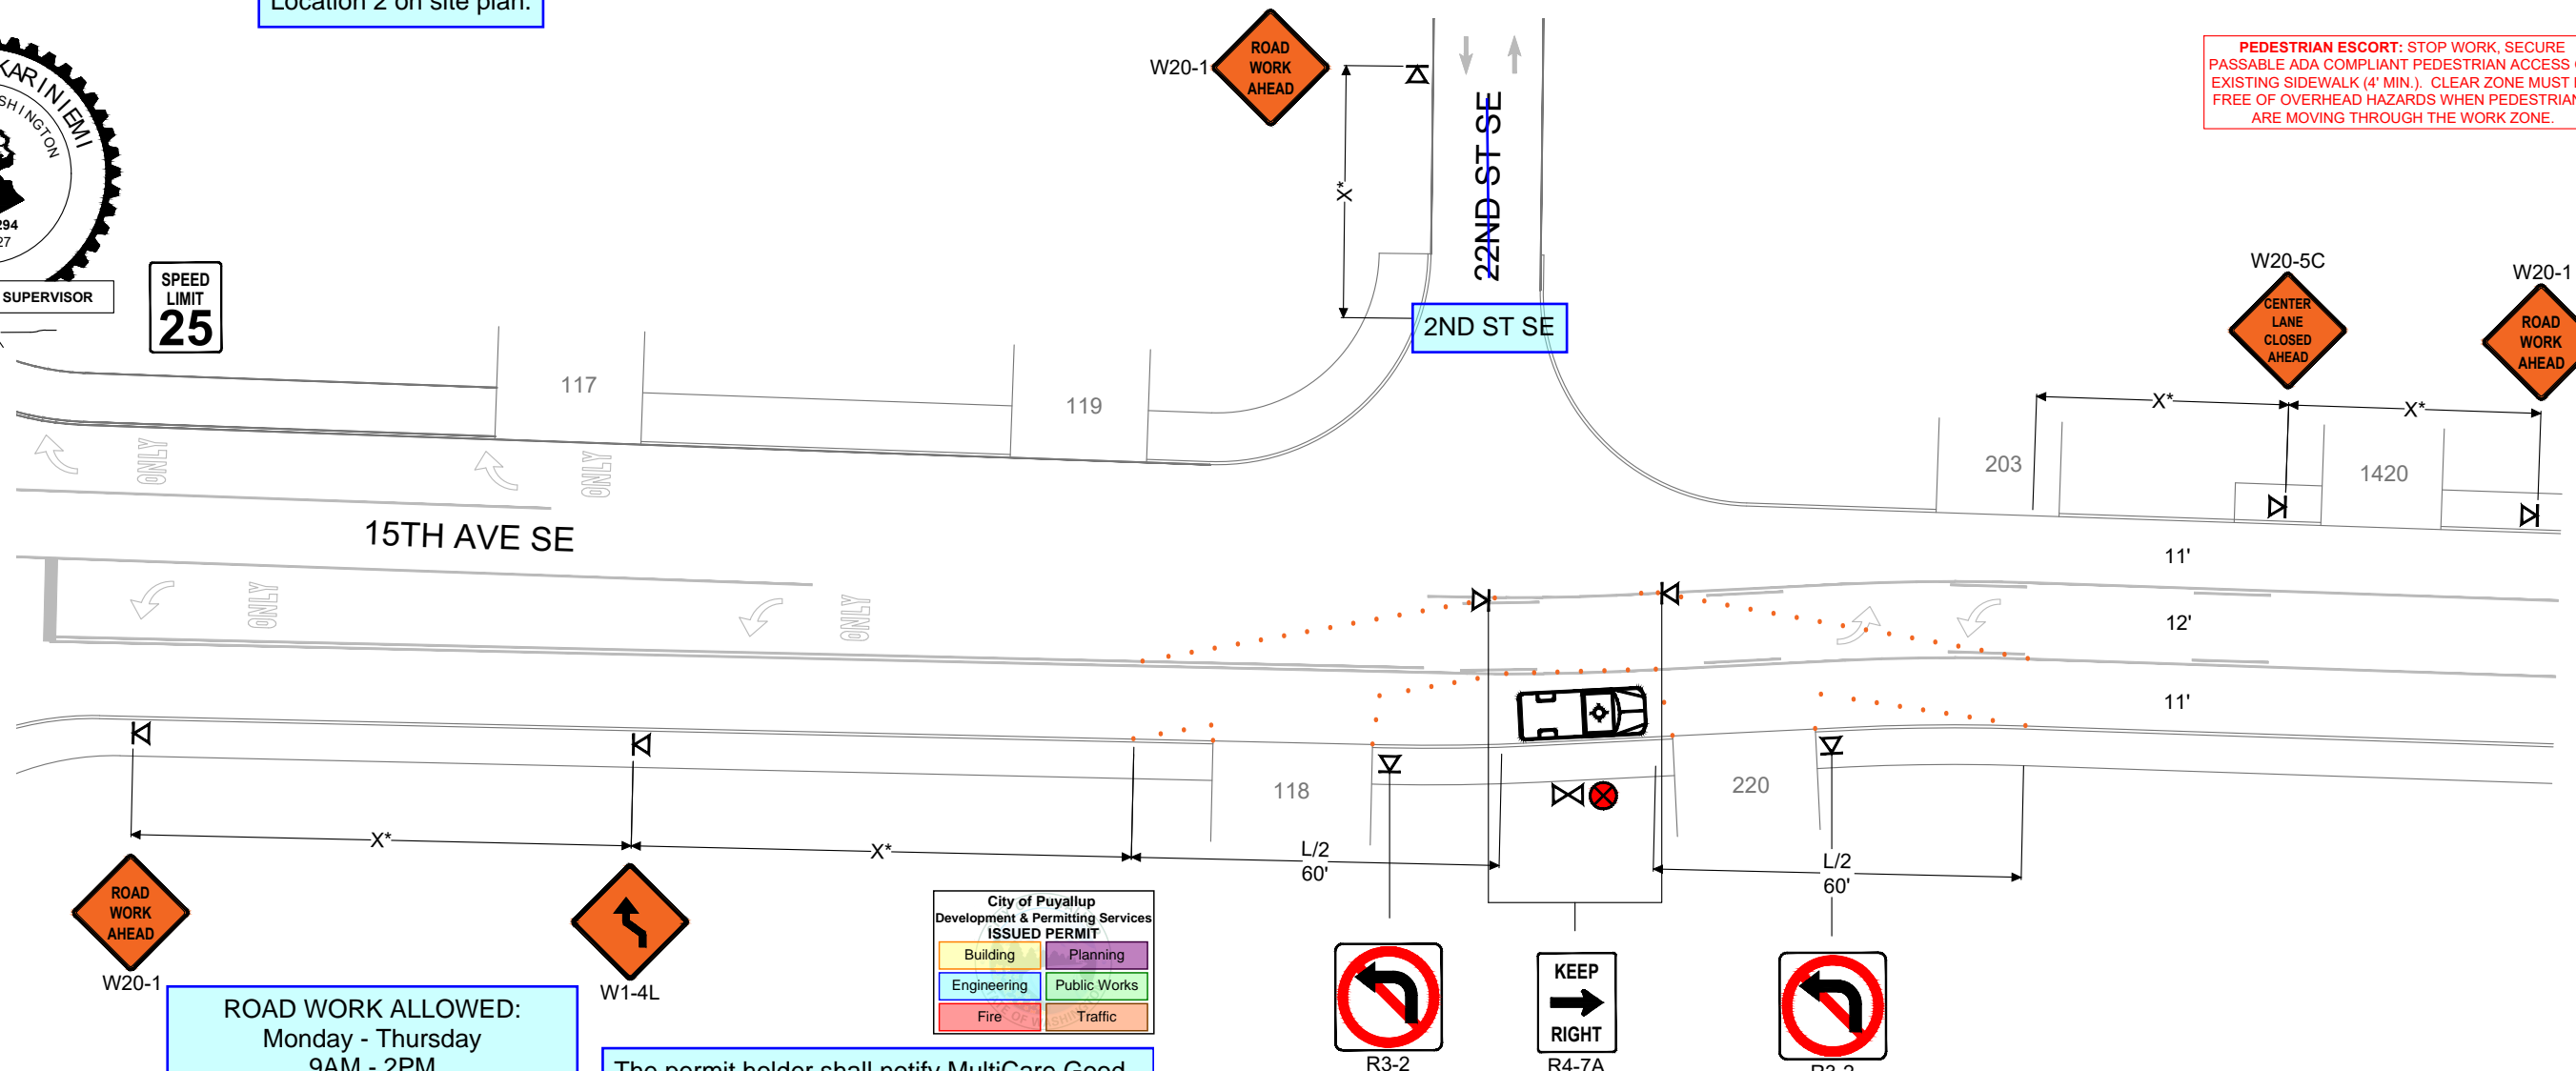 Location 2 on site plan.
KARINIEMI
294
27
SUPERVISOR
SPEED
LIMIT
25
W20-1
ROAD
WORK
AHEAD
X*
22ND ST SE
2ND ST SE
PEDESTRIAN ESCORT: STOP WORK, SECURE
PASSABLE ADA COMPLIANT PEDESTRIAN ACCESS
EXISTING SIDEWALK (4' MIN.). CLEAR ZONE MUST
FREE OF OVERHEAD HAZARDS WHEN
ARE MOVING THROUGH THE WORK ZONE.
W20-5C
CENTER
LANE
CLOSED
AHEAD
W20-1
ROAD
WORK
AHEAD
X*
X*
117
119
203
1420
ONLY
ONLY
15TH AVE SE
ONLY
ONLY
11'
12'
11'
118
220
X*
X*
L/2
60'
L/2
60'
ROAD
WORK
AHEAD
W20-1
W1-4L
City of Puyallup
Development & Permitting Services
ISSUED PERMIT
Building
Planning
Engineering
Public Works
Fire
Traffic
R3-2
KEEP
RIGHT
R4-7A
R3-2
ROAD WORK ALLOWED:
Monday - Thursday
9AM - 2PM
The permit holder shall notify MultiCare Good